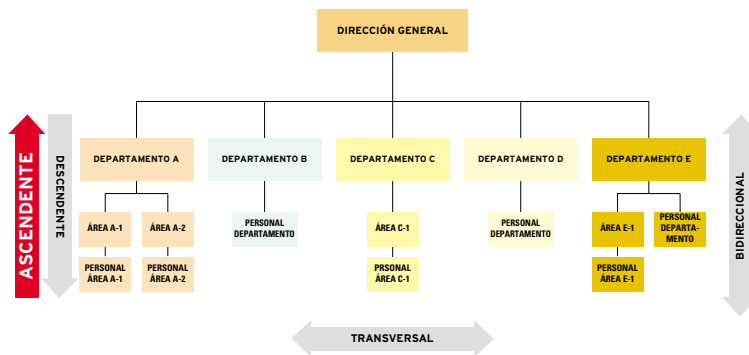 DIRECCIÓN GENERAL
ASCENDENTE
DESCENDENTE
DEPARTAMENTO A
DEPARTAMENTO B
DEPARTAMENTO C
DEPARTAMENTO D
DEPARTAMENTO E
BIDIRECCIONAL
ÁREA A-1
ÁREA A-2
PERSONAL
DEPARTAMENTO
ÁREA C-1
PERSONAL
DEPARTAMENTO
ÁREA E-1
PERSONAL
DEPARTA-
MENTO
PERSONAL
ÁREA A-1
PERSONAL
ÁREA A-2
PRSONAL
ÁREA C-1
PERSONAL
ÁREA E-1
TRANSVERSAL